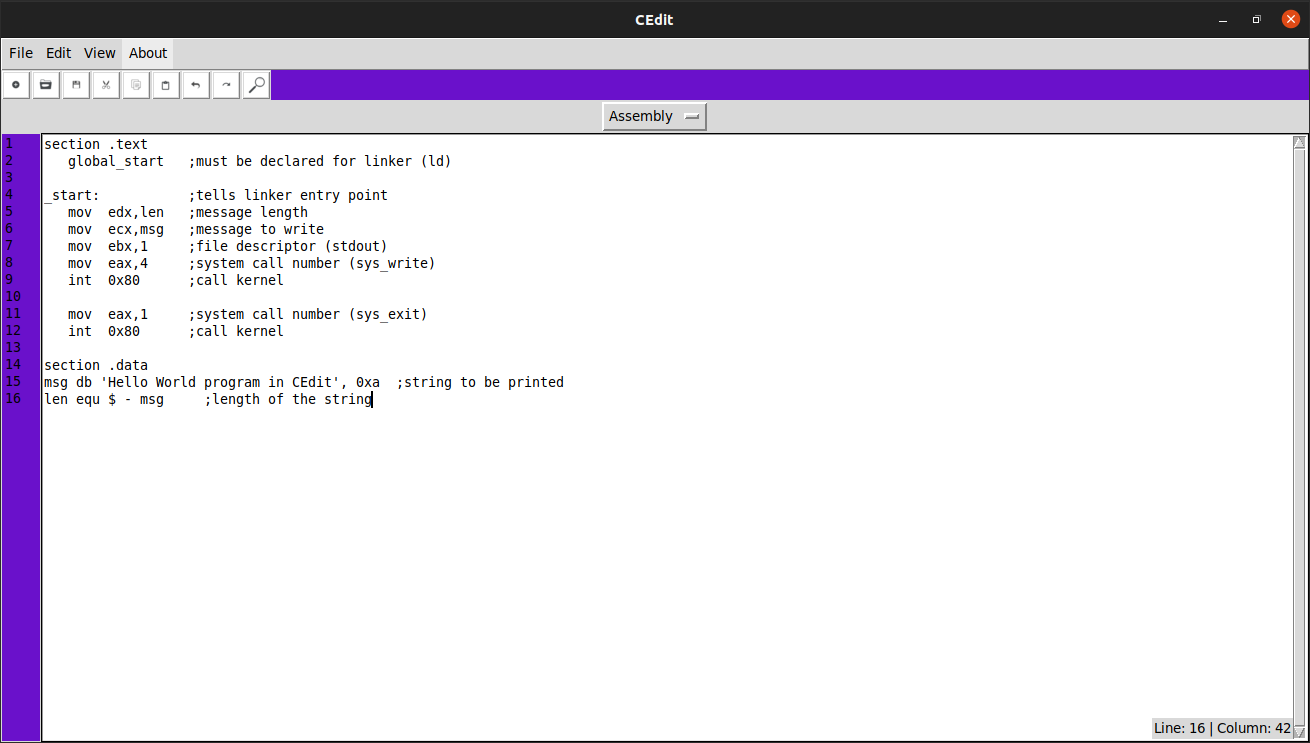 CEdit
File Edit View About
Assembly
1 section .text
2    global_start   ;must be declared for linker (ld)
3
4 _start:           ;tells linker entry point
5    mov  edx,len   ;message length
6    mov  ecx,msg   ;message to write
7    mov  ebx,1     ;file descriptor (stdout)
8    mov  eax,4     ;system call number (sys_write)
9    int  0x80      ;call kernel
10
11    mov  eax,1     ;system call number (sys_exit)
12    int  0x80      ;call kernel
13
14 section .data
15 msg db 'Hello World program in CEdit', 0xa  ;string to be printed
16 len equ $ - msg     ;length of the string
Line: 16 | Column: 42